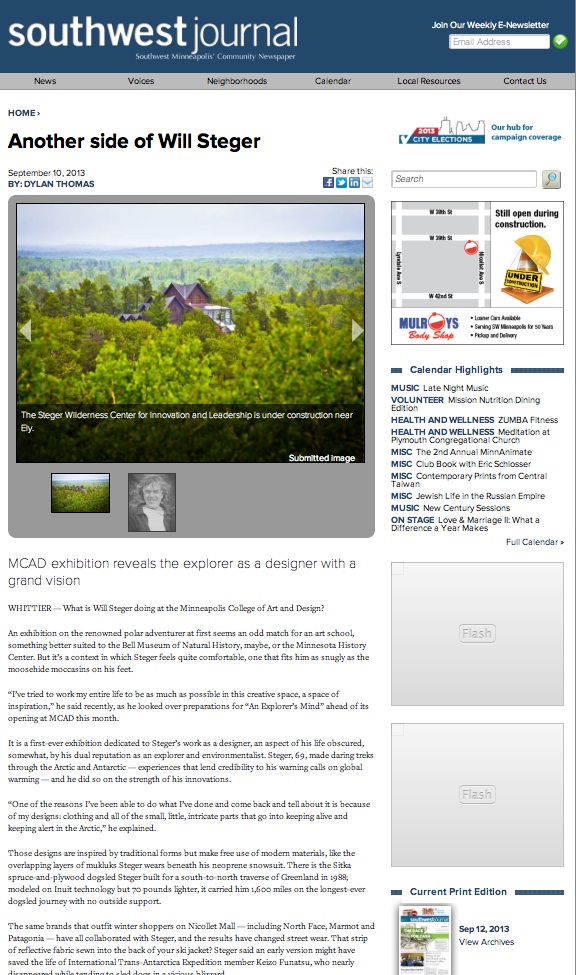 southwest journal
Southwest Minneapolis' Community Newspaper
Join Our Weekly E-Newsletter
Email Address
News
Voices
Neighborhoods
Calendar
Local Resources
Contact Us
HOME ›
Another side of Will Steger
September 10, 2013
BY: DYLAN THOMAS
Share this:
The Steger Wilderness Center for Innovation and Leadership is under construction near
Ely.
Submitted image
MCAD exhibition reveals the explorer as a designer with a
grand vision
WHITTIER — What is Will Steger doing at the Minneapolis College of Art and Design?
An exhibition on the renowned polar adventurer at first seems an odd match for an art school,
something better suited to the Bell Museum of Natural History, maybe, or the Minnesota History
Center. But it's a context in which Steger feels quite comfortable, one that fits him as snugly as the
moosehide moccasins on his feet.
“I've tried to work my entire life to be as much as possible in this creative space, a space of
inspiration,” he said recently, as he looked over preparations for “An Explorer's Mind” ahead of its
opening at MCAD this month.
It is a first-ever exhibition dedicated to Steger's work as a designer, an aspect of his life obscured,
somewhat, by his dual reputation as an explorer and environmentalist. Steger, 69, made daring treks
through the Arctic and Antarctic — experiences that lend credibility to his warning calls on global
warming — and he did so on the strength of his innovations.
“One of the reasons I've been able to do what I've done and come back and tell about it is because
of my designs: clothing and all of the small, little, intricate parts that go into keeping alive and
keeping alert in the Arctic,” he explained.
Those designs are inspired by traditional forms but make free use of modern materials, like the
overlapping layers of mukluks Steger wears beneath his neoprene snowsuit. There is the Sitka
spruce-and-plywood dogsled Steger built for a south-to-north traverse of Greenland in 1988;
modeled on Inuit technology but 70 pounds lighter, it carried him 1,600 miles on the longest-ever
dogsled journey with no outside support.
The same brands that outfit winter shoppers on Nicollet Mall — including North Face, Marmot and
Patagonia — have all collaborated with Steger, and the results have changed street wear. That strip
of reflective fabric sewn into the back of your ski jacket? Steger said an early version might have
saved the life of International Trans-Antarctica Expedition member Keizo Funatsu, who nearly
disappeared while tending to sled dogs in a vicious blizzard.
2013
CITY ELECTIONS
Our hub for
campaign coverage
Search
W 38th St
W 39th St
Lyndale Ave S
Nicollet Ave S
W 42nd St
Still open during
construction.
UNDER
CONSTRUCTION
MULROYS
Body Shop
• Loaner Cars Available
• Serving SW Minneapolis for 50 Years
• Pickup and Delivery
Calendar Highlights
MUSIC Late Night Music
VOLUNTEER Mission Nutrition Dining
Edition
HEALTH AND WELLNESS ZUMBA Fitness
HEALTH AND WELLNESS Meditation at
Plymouth Congregational Church
MISC The 2nd Annual MinnAnimate
MISC Club Book with Eric Schlosser
MISC Contemporary Prints from Central
Taiwan
MISC Jewish Life in the Russian Empire
MUSIC New Century Sessions
ON STAGE Love & Marriage II: What a
Difference a Year Makes
Full Calendar »
Flash
Flash
Current Print Edition
Sep 12, 2013
View Archives